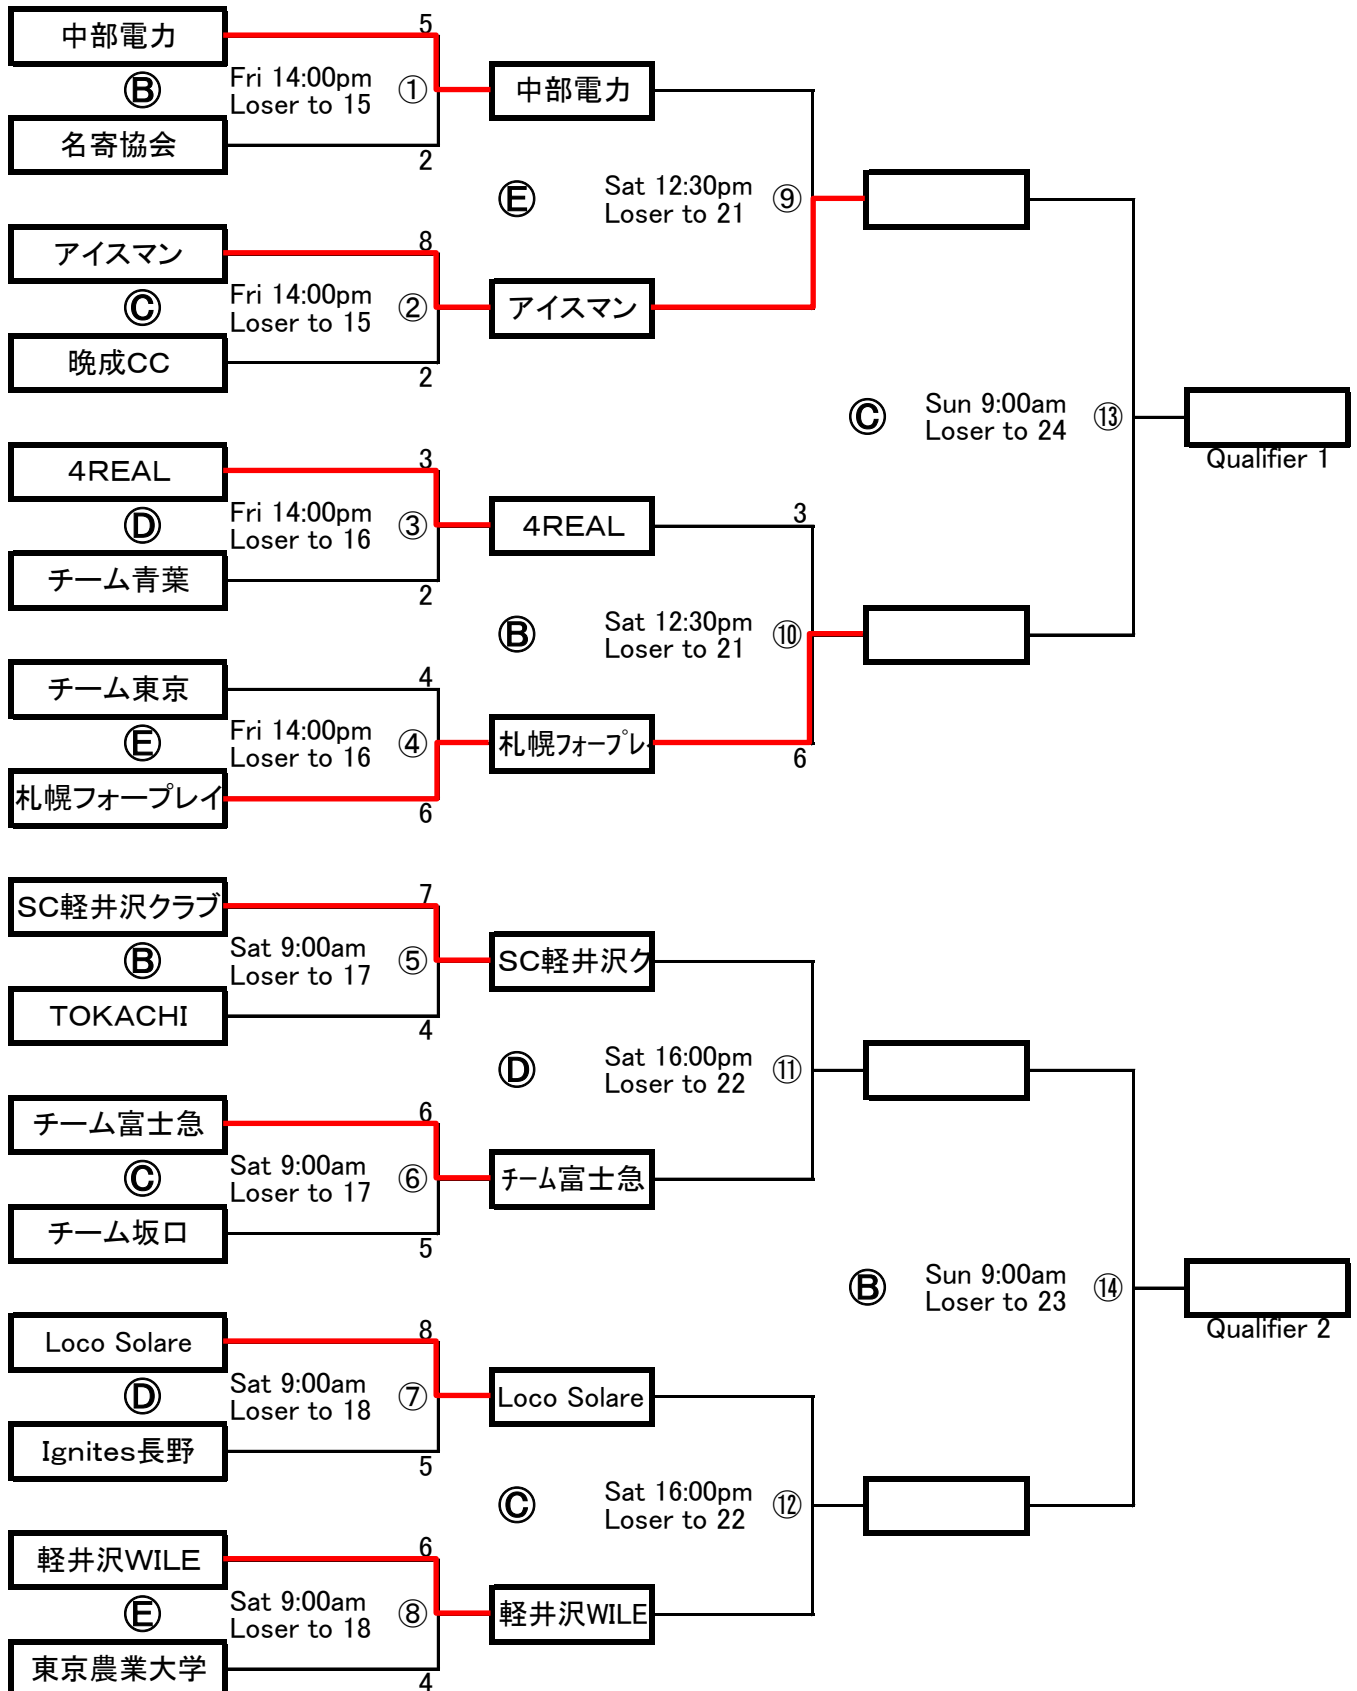 中部電力
5
Ⓑ
Fri 14:00pm
Loser to 15
①
名寄協会
2
中部電力
Ⓔ
Sat 12:30pm
Loser to 21
⑨
アイスマン
8
Ⓒ
Fri 14:00pm
Loser to 15
②
晩成CC
2
アイスマン
Ⓒ
Sun 9:00am
Loser to 24
⑬
Qualifier 1
4REAL
3
Ⓓ
Fri 14:00pm
Loser to 16
③
チーム青葉
2
4REAL
3
Ⓑ
Sat 12:30pm
Loser to 21
⑩
チーム東京
4
Ⓔ
Fri 14:00pm
Loser to 16
④
札幌フォープレイ
6
札幌フォープレ
6
SC軽井沢クラブ
7
Ⓑ
Sat 9:00am
Loser to 17
⑤
TOKACHI
4
SC軽井沢ク
Ⓓ
Sat 16:00pm
Loser to 22
⑪
チーム富士急
6
Ⓒ
Sat 9:00am
Loser to 17
⑥
チーム坂口
5
チーム富士急
Ⓑ
Sun 9:00am
Loser to 23
⑭
Qualifier 2
Loco Solare
8
Ⓓ
Sat 9:00am
Loser to 18
⑦
Ignites長野
5
Loco Solare
Ⓒ
Sat 16:00pm
Loser to 22
⑫
軽井沢WILE
6
Ⓔ
Sat 9:00am
Loser to 18
⑧
東京農業大学
4
軽井沢WILE